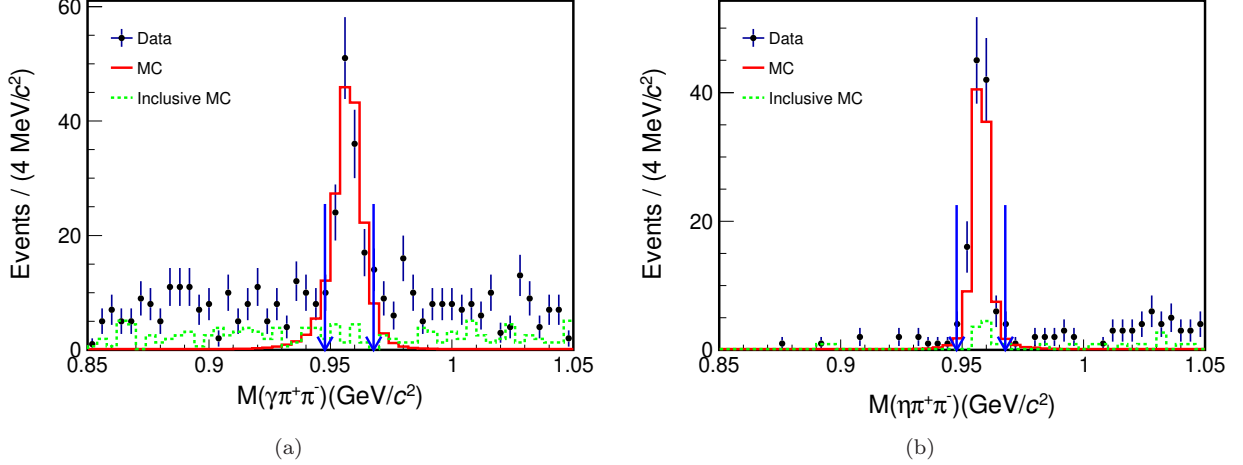 Events / (4 MeV/c²)
60
40
20
0
Data
MC
Inclusive MC
0.85 0.9 0.95 1 1.05
M(γπ⁺π⁻)(GeV/c²)
(a)
Events / (4 MeV/c²)
40
20
0
Data
MC
Inclusive MC
0.85 0.9 0.95 1 1.05
M(ηπ⁺π⁻)(GeV/c²)
(b)